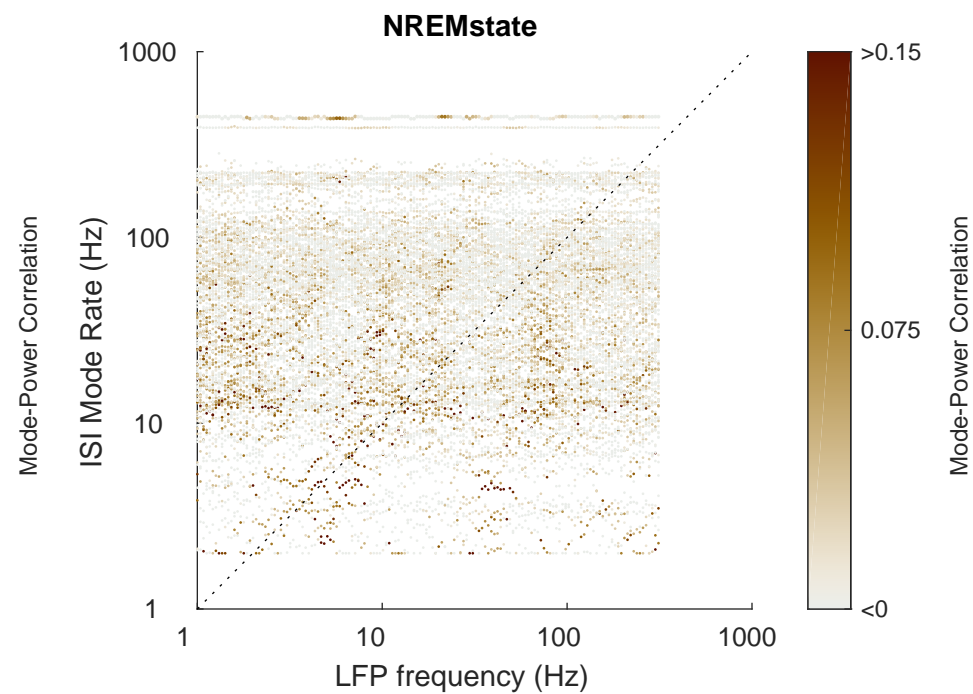 NREMstate
Mode-Power Correlation
ISI Mode Rate (Hz)
1000
100
10
1
1
10
100
1000
LFP frequency (Hz)
>0.15
0.075
<0
Mode-Power Correlation